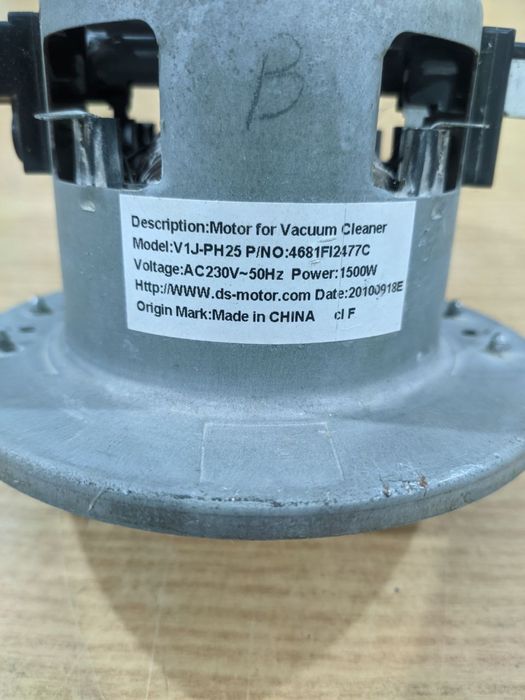 B
Description:Motor for Vacuum Cleaner
Model:V1J-PH25 P/NO:4681FI2477C
Voltage:AC230V~50Hz Power:1500W
Http://WWW.ds-motor.com Date:20100918E
Origin Mark:Made in CHINA cl F